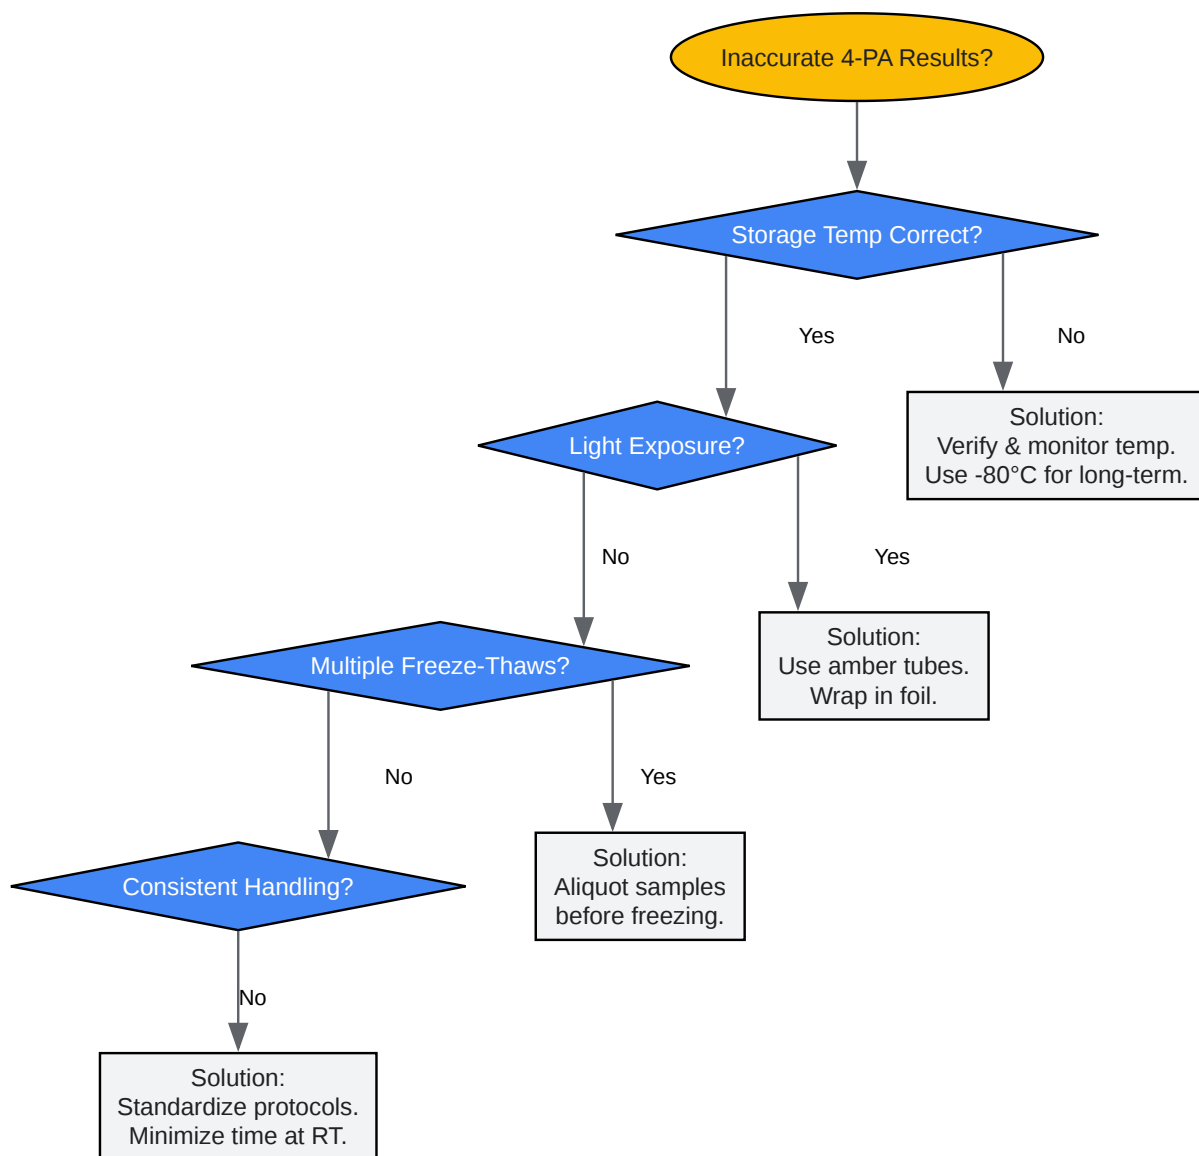 Inaccurate 4-PA Results?
Storage Temp Correct?
Yes
No
Solution:
Verify & monitor temp.
Use -80°C for long-term.
Light Exposure?
No
Yes
Solution:
Use amber tubes.
Wrap in foil.
Multiple Freeze-Thaws?
No
Yes
Solution:
Aliquot samples
before freezing.
Consistent Handling?
No
Solution:
Standardize protocols.
Minimize time at RT.